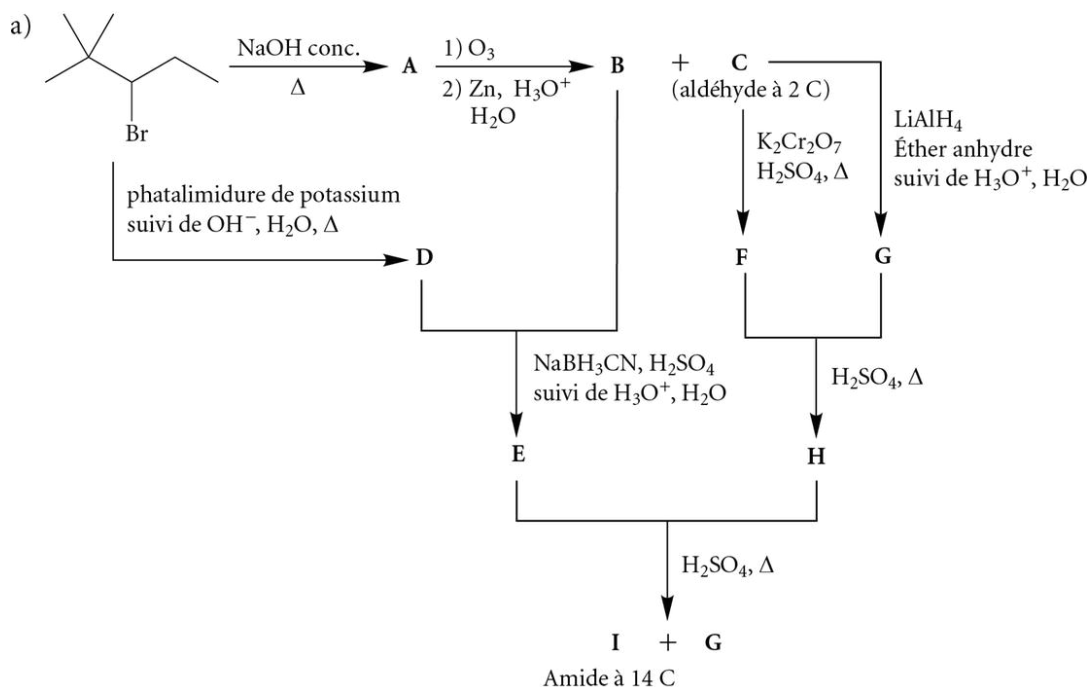 a)
NaOH conc.
Δ
A
1) O₃
2) Zn, H₃O⁺
H₂O
B + C
(aldéhyde à 2 C)
Br
K₂Cr₂O₇
H₂SO₄, Δ
LiAlH₄
Éther anhydre
suivi de H₃O⁺, H₂O
phatalimidure de potassium
suivi de OH⁻, H₂O, Δ
D
F
G
NaBH₃CN, H₂SO₄
suivi de H₃O⁺, H₂O
H₂SO₄, Δ
E
H
H₂SO₄, Δ
I + G
Amide à 14 C